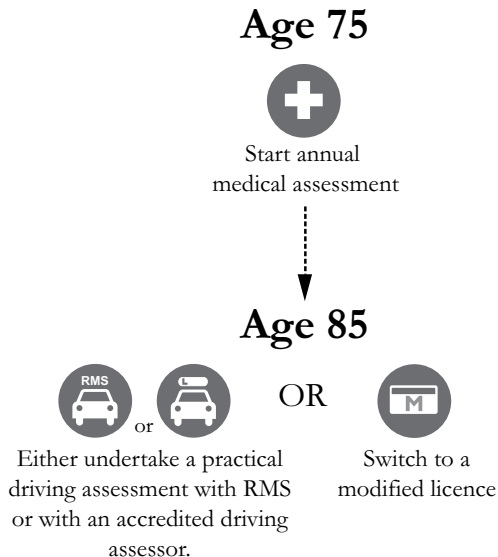 Age 75
Start annual
medical assessment
Age 85
RMS
or
L
OR
M
Either undertake a practical
driving assessment with RMS
or with an accredited driving
assessor.
Switch to a
modified licence